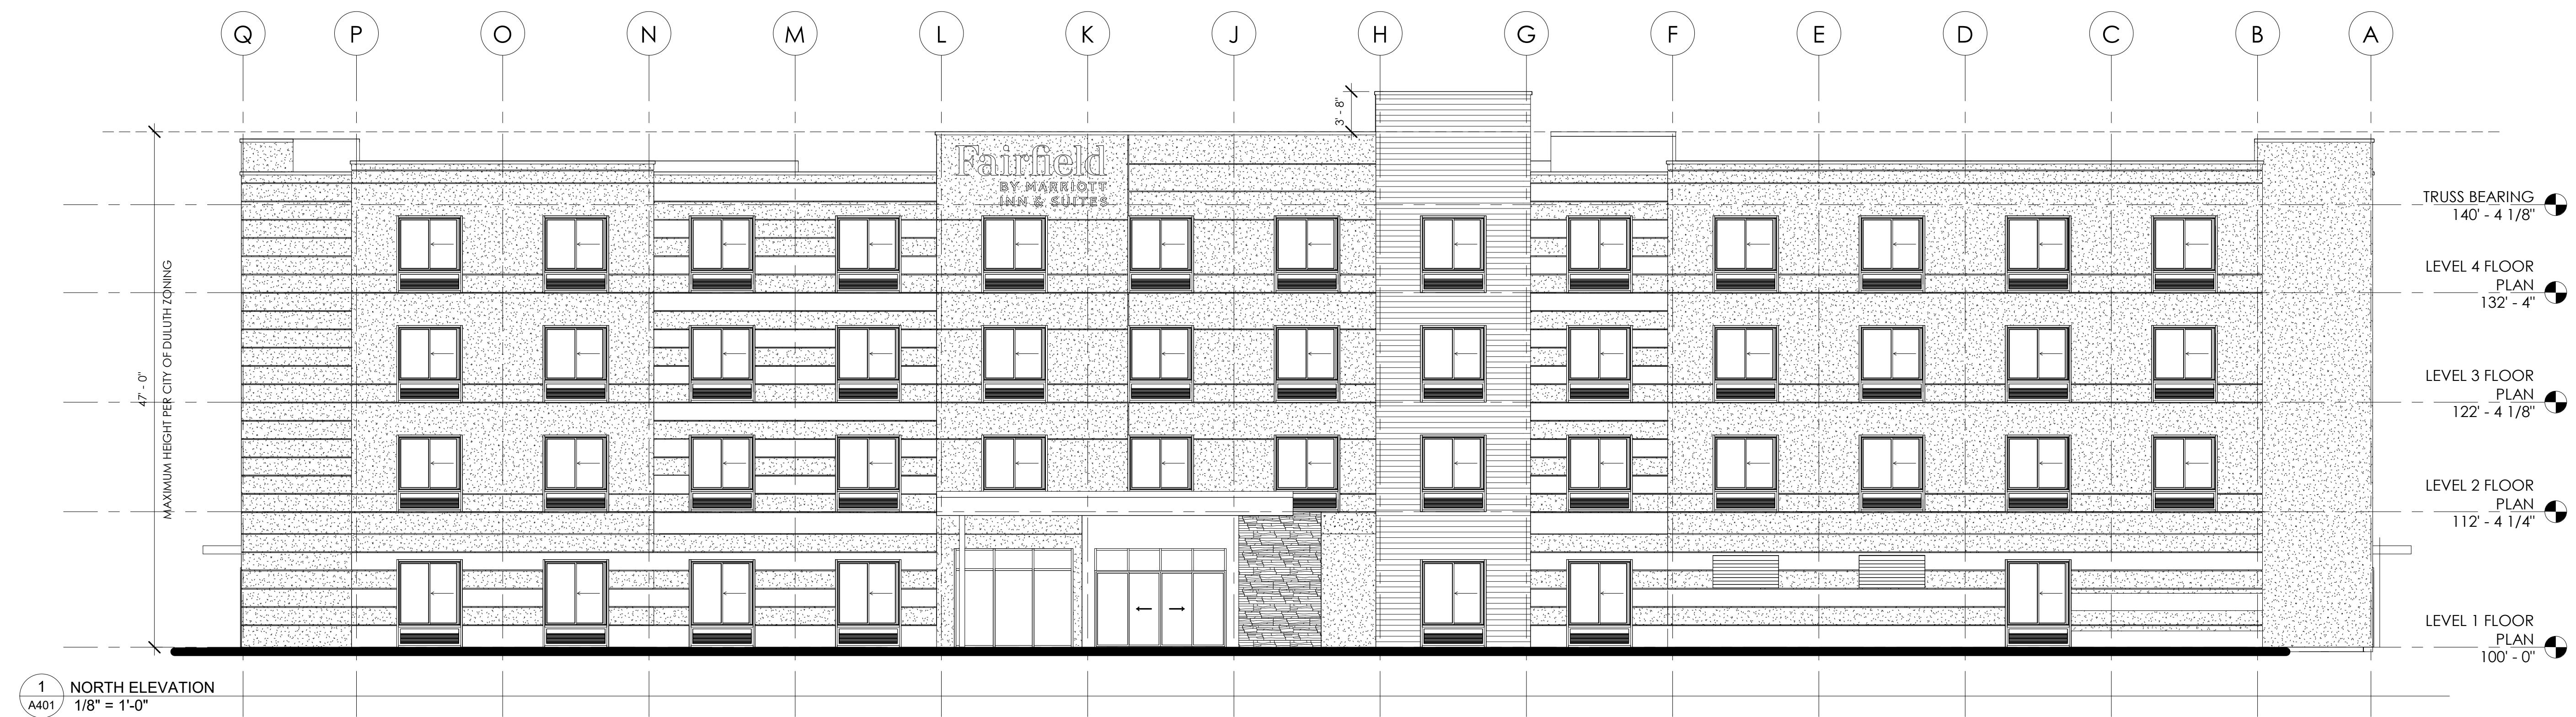 Q P O N M L K J H G F E D C B A
3' - 8"
Fairfield
BY MARRIOTT
INN & SUITES
47' - 0"
MAXIMUM HEIGHT PER CITY OF DULUTH ZONING
TRUSS BEARING
140' - 4 1/8"
LEVEL 4 FLOOR
PLAN
132' - 4"
LEVEL 3 FLOOR
PLAN
122' - 4 1/8"
LEVEL 2 FLOOR
PLAN
112' - 4 1/4"
LEVEL 1 FLOOR
PLAN
100' - 0"
1
A401
NORTH ELEVATION
1/8" = 1'-0"